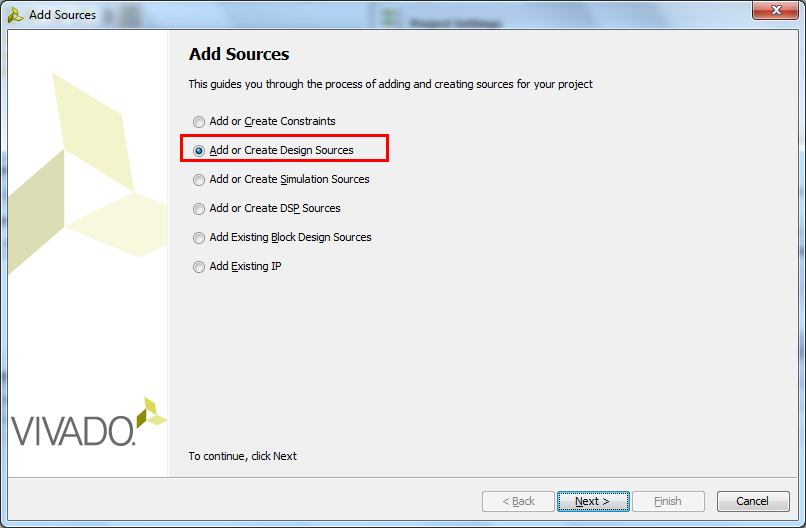 Add Sources
Project Settings
Add Sources
This guides you through the process of adding and creating sources for your project
Add or Create Constraints
Add or Create Design Sources
Add or Create Simulation Sources
Add or Create DSP Sources
Add Existing Block Design Sources
Add Existing IP
VIVADO.
To continue, click Next
< Back
Next >
Finish
Cancel